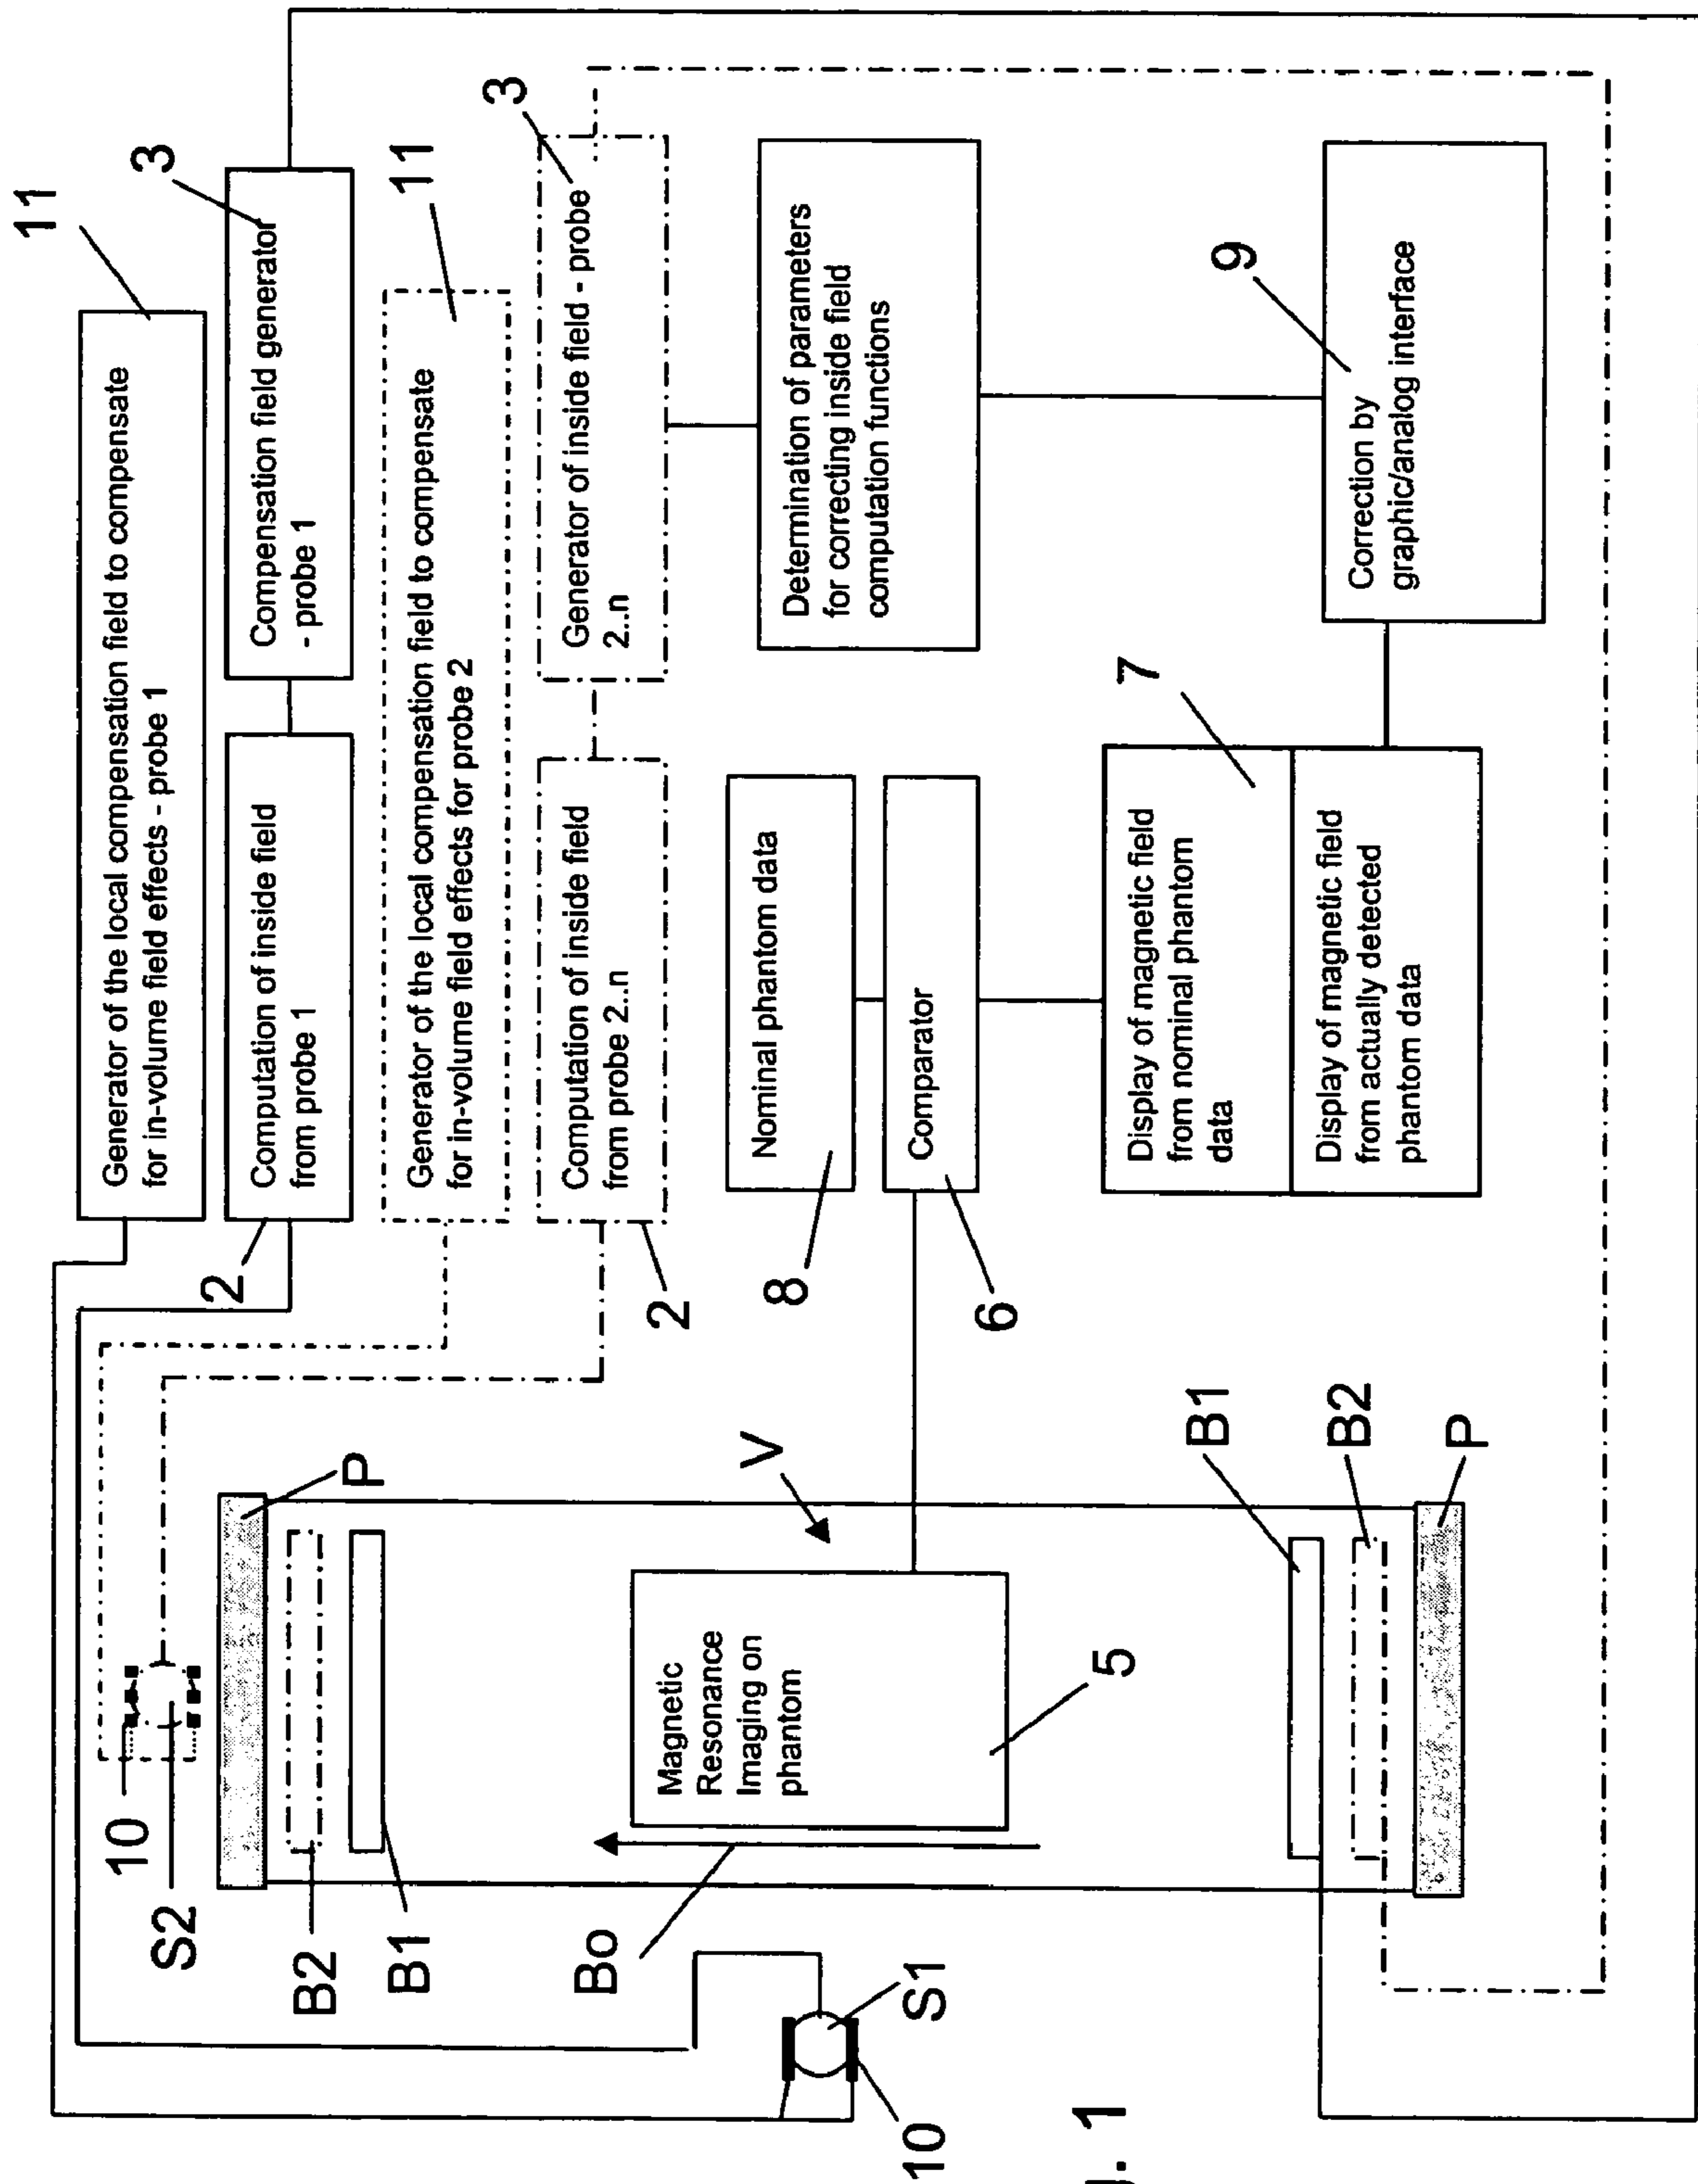 11
Generator of the local compensation field to compensate
for in-volume field effects - probe 1
3
Compensation field generator
- probe 1
2
Computation of inside field
from probe 1
11
Generator of the local compensation field to compensate
for in-volume field effects for probe 2
3
Generator of inside field - probe
2..n
Computation of inside field
from probe 2..n
2
Determination of parameters
for correcting inside field
computation functions
Nominal phantom data
8
Comparator
6
7
Display of magnetic field
from nominal phantom
data
Display of magnetic field
from actually detected
phantom data
9
Correction by
graphic/analog interface
10
S2
P
B2
B1
V
Bo
Magnetic
Resonance
Imaging on
phantom
5
S1
10
B1
B2
P
. 1